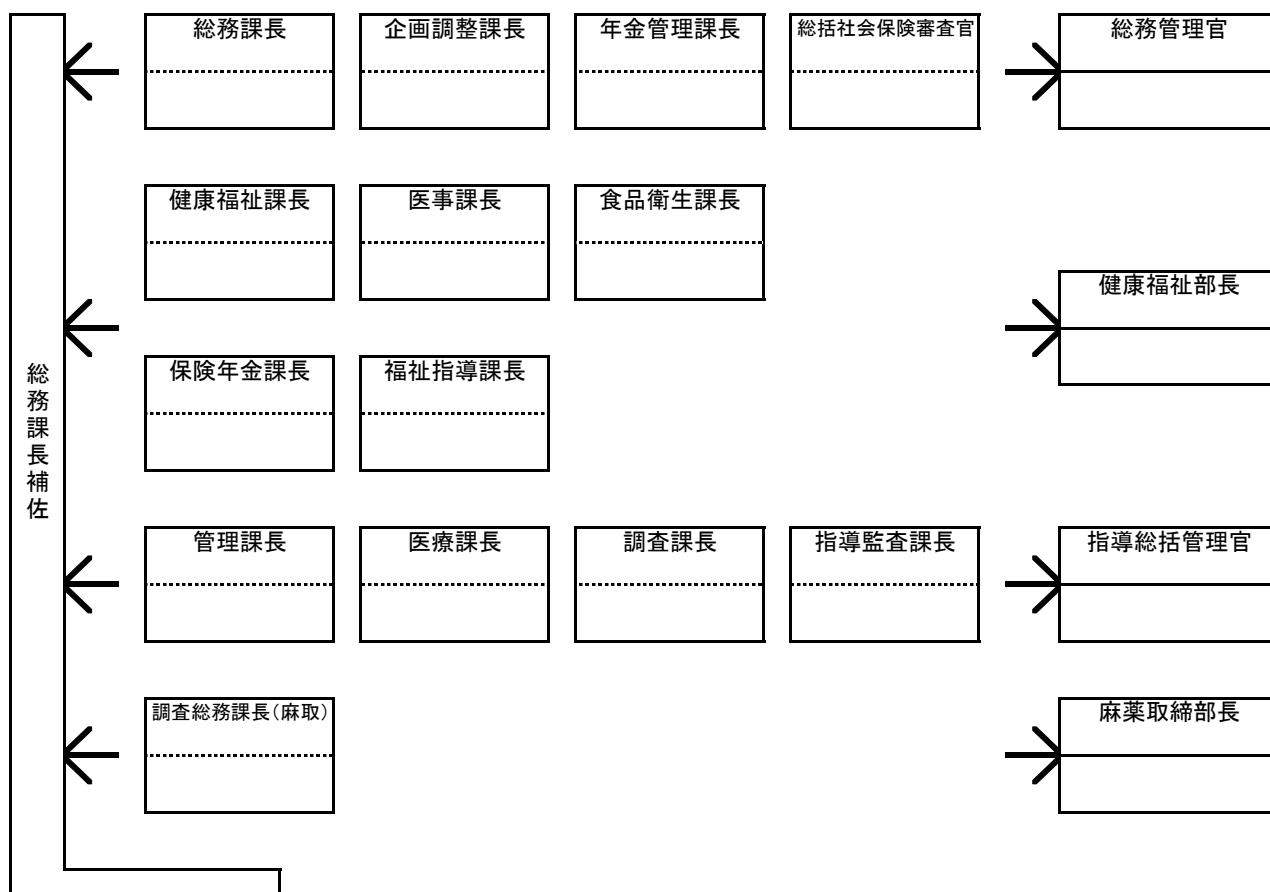 総務課長
企画調整課長
年金管理課長
総括社会保険審査官
総務管理官
健康福祉課長
医事課長
食品衛生課長
健康福祉部長
保険年金課長
福祉指導課長
総務課長補佐
管理課長
医療課長
調査課長
指導監査課長
指導総括管理官
調査総務課長(麻取)
麻薬取締部長